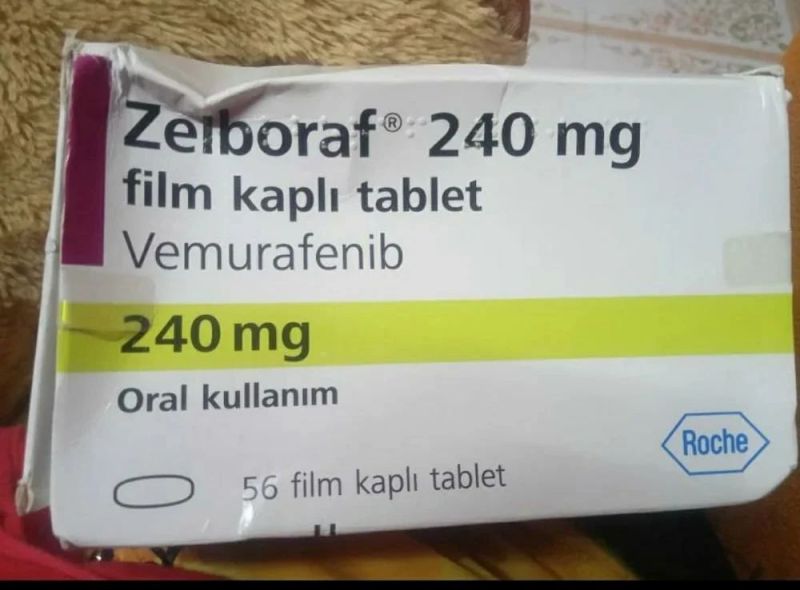 Zelboraf® 240 mg
film kaplı tablet
Vemurafenib
240 mg
Oral kullanım
Roche
56 film kaplı tablet